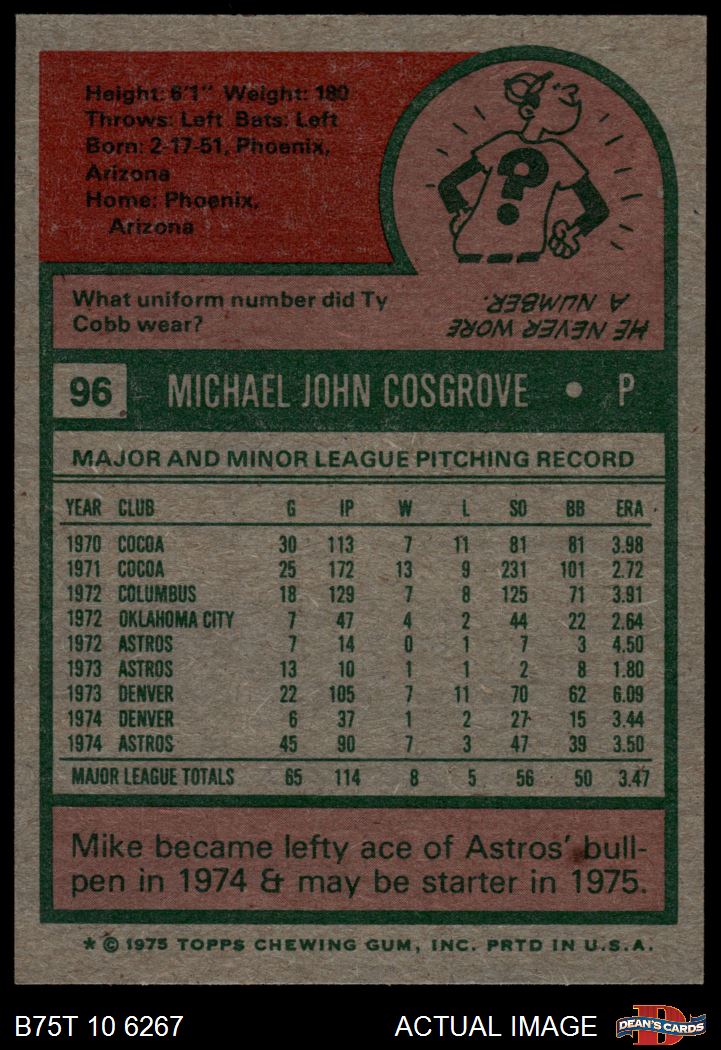 Height: 6'1" Weight: 180
Throws: Left Bats: Left
Born: 2-17-51, Phoenix,
Arizona
Home: Phoenix,
Arizona
?
What uniform number did Ty
Cobb wear?
HE NEVER WORE
A NUMBER.
96 MICHAEL JOHN COSGROVE • P
MAJOR AND MINOR LEAGUE PITCHING RECORD
YEAR CLUB G IP W L SO BB ERA
1970 COCOA 30 113 7 11 81 81 3.98
1971 COCOA 25 172 13 9 231 101 2.72
1972 COLUMBUS 18 129 7 8 125 71 3.91
1972 OKLAHOMA CITY 7 47 4 2 44 22 2.64
1972 ASTROS 7 14 0 1 7 3 4.50
1973 ASTROS 13 10 1 1 2 8 1.80
1973 DENVER 22 105 7 11 70 62 6.09
1974 DENVER 6 37 1 2 27 15 3.44
1974 ASTROS 45 90 7 3 47 39 3.50
MAJOR LEAGUE TOTALS 65 114 8 5 56 50 3.47
Mike became lefty ace of Astros' bull-
pen in 1974 & may be starter in 1975.
* © 1975 TOPPS CHEWING GUM, INC. PRTD IN U.S.A.
B75T 10 6267 ACTUAL IMAGE D DEAN'S CARDS